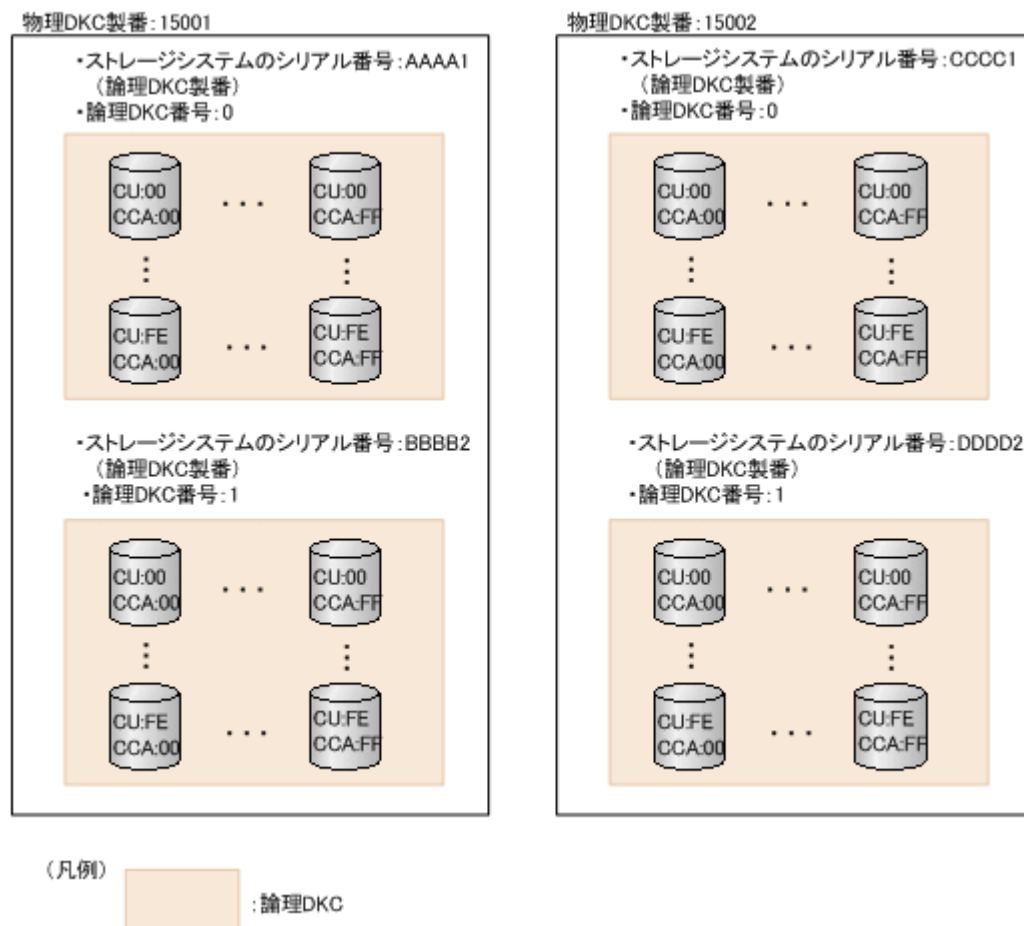 物理DKC製番:15001
・ストレージシステムのシリアル番号:AAAA1
(論理DKC製番)
・論理DKC番号:0
CU:00
CCA:00
・・・
CU:00
CCA:FF
CU:FE
CCA:00
・・・
CU:FE
CCA:FF
・ストレージシステムのシリアル番号:BBBB2
(論理DKC製番)
・論理DKC番号:1
CU:00
CCA:00
・・・
CU:00
CCA:FF
CU:FE
CCA:00
・・・
CU:FE
CCA:FF
物理DKC製番:15002
・ストレージシステムのシリアル番号:CCCC1
(論理DKC製番)
・論理DKC番号:0
CU:00
CCA:00
・・・
CU:00
CCA:FF
CU:FE
CCA:00
・・・
CU:FE
CCA:FF
・ストレージシステムのシリアル番号:DDDD2
(論理DKC製番)
・論理DKC番号:1
CU:00
CCA:00
・・・
CU:00
CCA:FF
CU:FE
CCA:00
・・・
CU:FE
CCA:FF
(凡例)
:論理DKC